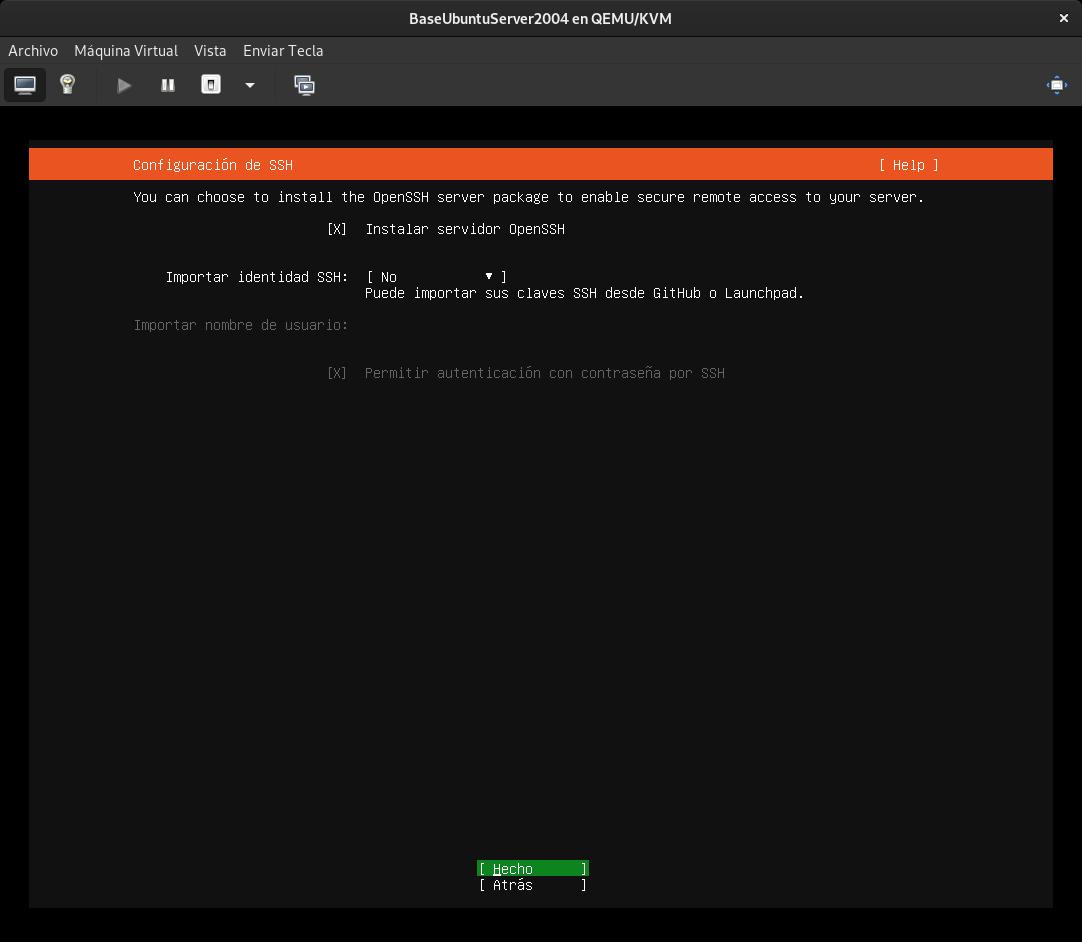 BaseUbuntuServer2004 en QEMU/KVM
Archivo Máquina Virtual Vista Enviar Tecla
Configuración de SSH [ Help ]
You can choose to install the OpenSSH server package to enable secure remote access to your server.
[X] Instalar servidor OpenSSH
Importar identidad SSH: [ No ▼ ]
Puede importar sus claves SSH desde GitHub o Launchpad.
Importar nombre de usuario:
[X] Permitir autenticación con contraseña por SSH
[ Hecho ]
[ Atrás ]